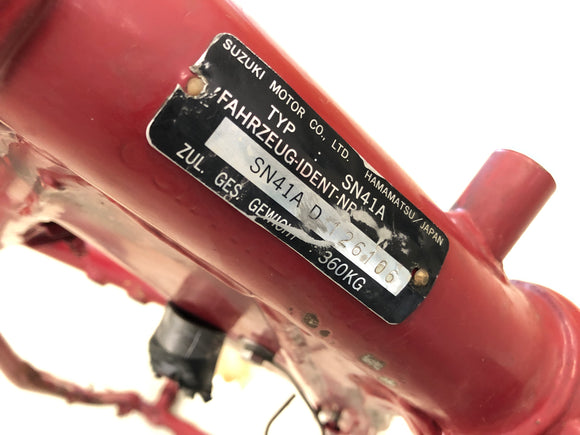 SUZUKI MOTOR CO., LTD. HAMAMATSU/JAPAN
TYP : SN41A
FAHRZEUG-IDENT-NR.
SN41A D 126106
ZUL. GES. GEWICHT 360KG